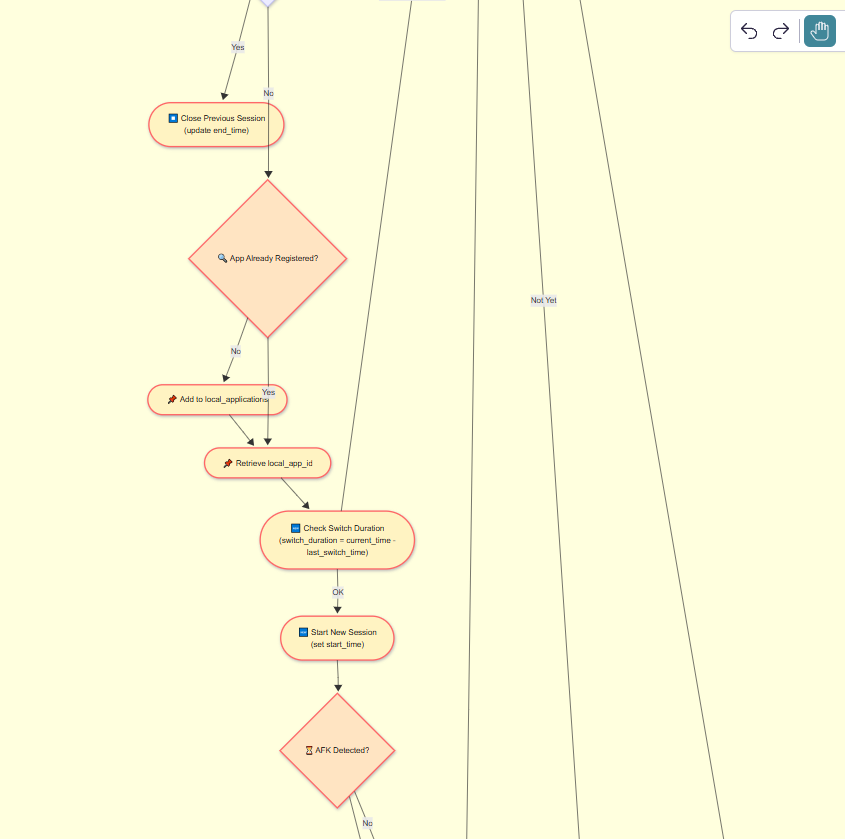 Yes
No
Close Previous Session
(update end_time)
App Already Registered?
Not Yet
No
Yes
Add to local_applications
Retrieve local_app_id
Check Switch Duration
(switch_duration = current_time -
last_switch_time)
OK
Start New Session
(set start_time)
AFK Detected?
No